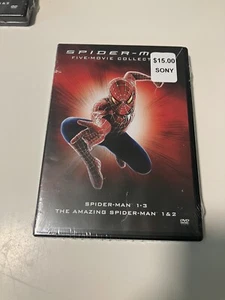 SPIDER-M
FIVE-MOVIE COLLECT
$15.00
SONY
SPIDER-MAN 1-3
THE AMAZING SPIDER-MAN 1&2
DVD